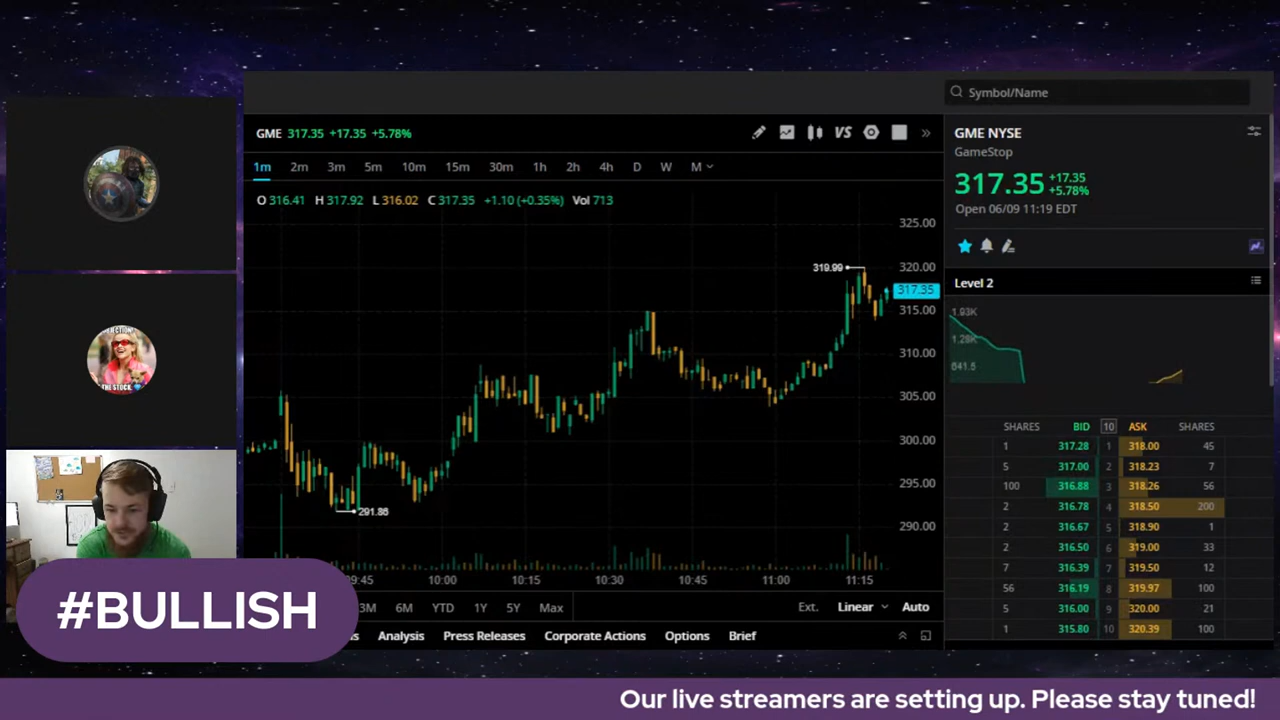 Symbol/Name
GME 317.35 +17.35 +5.78%
VS
1m 2m 3m 5m 10m 15m 30m 1h 2h 4h D W M
O 316.41 H 317.92 L 316.02 C 317.35 +1.10 (+0.35%) Vol 713
325.00
320.00
319.99
317.35
315.00
310.00
305.00
300.00
295.00
290.00
291.86
9:45 10:00 10:15 10:30 10:45 11:00 11:15
3M 6M YTD 1Y 5Y Max
Ext. Linear Auto
Analysis Press Releases Corporate Actions Options Brief
GME NYSE
GameStop
317.35 +17.35
+5.78%
Open 06/09 11:19 EDT
Level 2
1.93K
1.28K
641.5
SHARES BID 10 ASK SHARES
1 317.28 1 318.00 45
5 317.00 2 318.23 7
100 316.88 3 318.26 56
2 316.78 4 318.50 200
2 316.67 5 318.90 1
2 316.50 6 319.00 33
7 316.39 7 319.50 12
56 316.19 8 319.97 100
5 316.00 9 320.00 21
1 315.80 10 320.39 100
THE STOCK.
#BULLISH
Our live streamers are setting up. Please stay tuned!